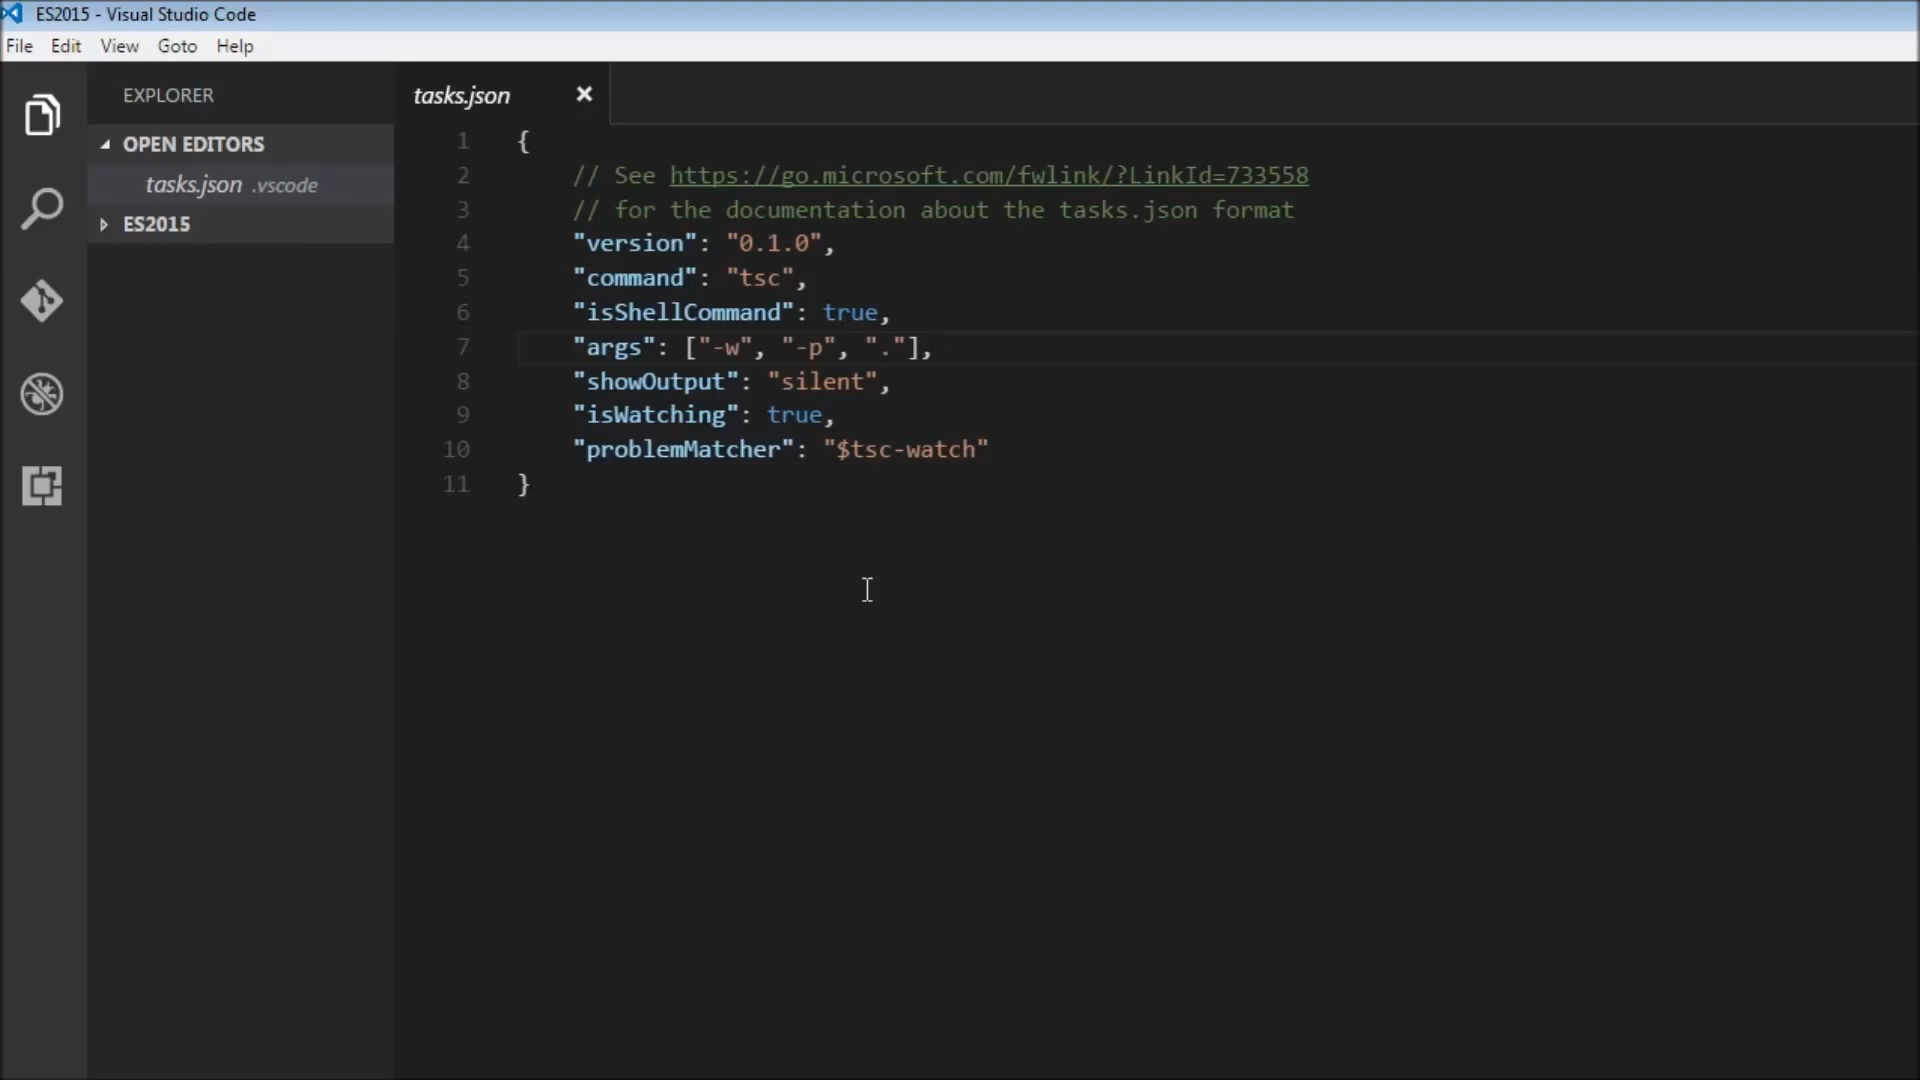 ES2015 - Visual Studio Code
File Edit View Goto Help
EXPLORER
OPEN EDITORS
tasks.json .vscode
ES2015
tasks.json
1 {
2 // See https://go.microsoft.com/fwlink/?LinkId=733558
3 // for the documentation about the tasks.json format
4 "version": "0.1.0",
5 "command": "tsc",
6 "isShellCommand": true,
7 "args": ["-w", "-p", "."],
8 "showOutput": "silent",
9 "isWatching": true,
10 "problemMatcher": "$tsc-watch"
11 }